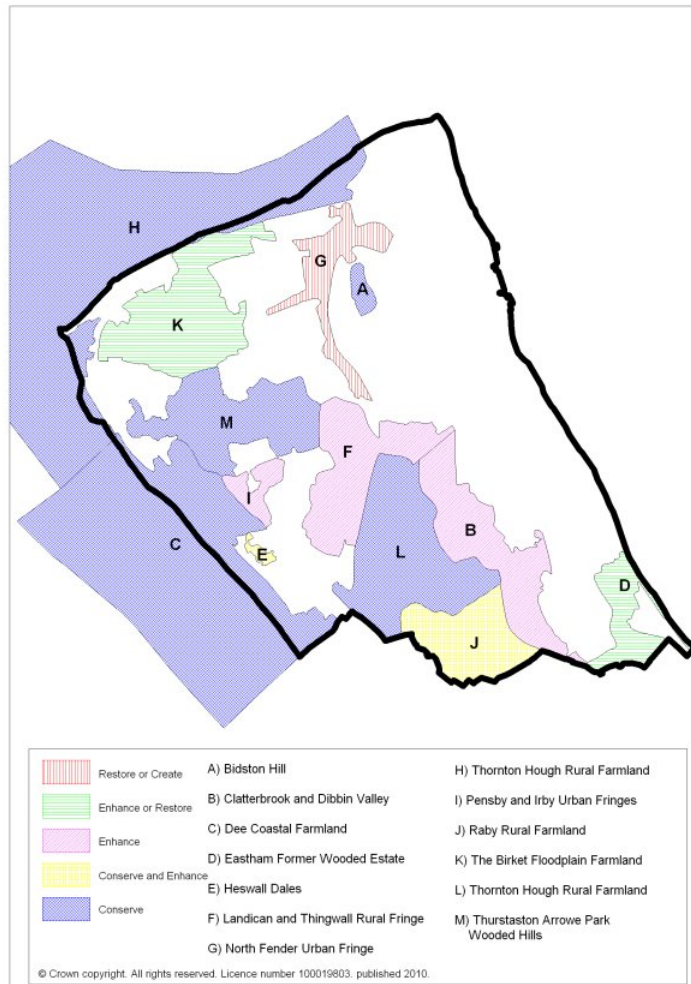 H
G
A
K
M
F
I
B
C
E
L
D
J
Restore or Create
Enhance or Restore
Enhance
Conserve and Enhance
Conserve
A) Bidston Hill
B) Clatterbrook and Dibbin Valley
C) Dee Coastal Farmland
D) Eastham Former Wooded Estate
E) Heswall Dales
F) Landican and Thingwall Rural Fringe
G) North Fender Urban Fringe
H) Thornton Hough Rural Farmland
I) Pensby and Irby Urban Fringes
J) Raby Rural Farmland
K) The Birket Floodplain Farmland
L) Thornton Hough Rural Farmland
M) Thurstaston Arrowe Park
Wooded Hills
© Crown copyright. All rights reserved. Licence number 100019803. published 2010.